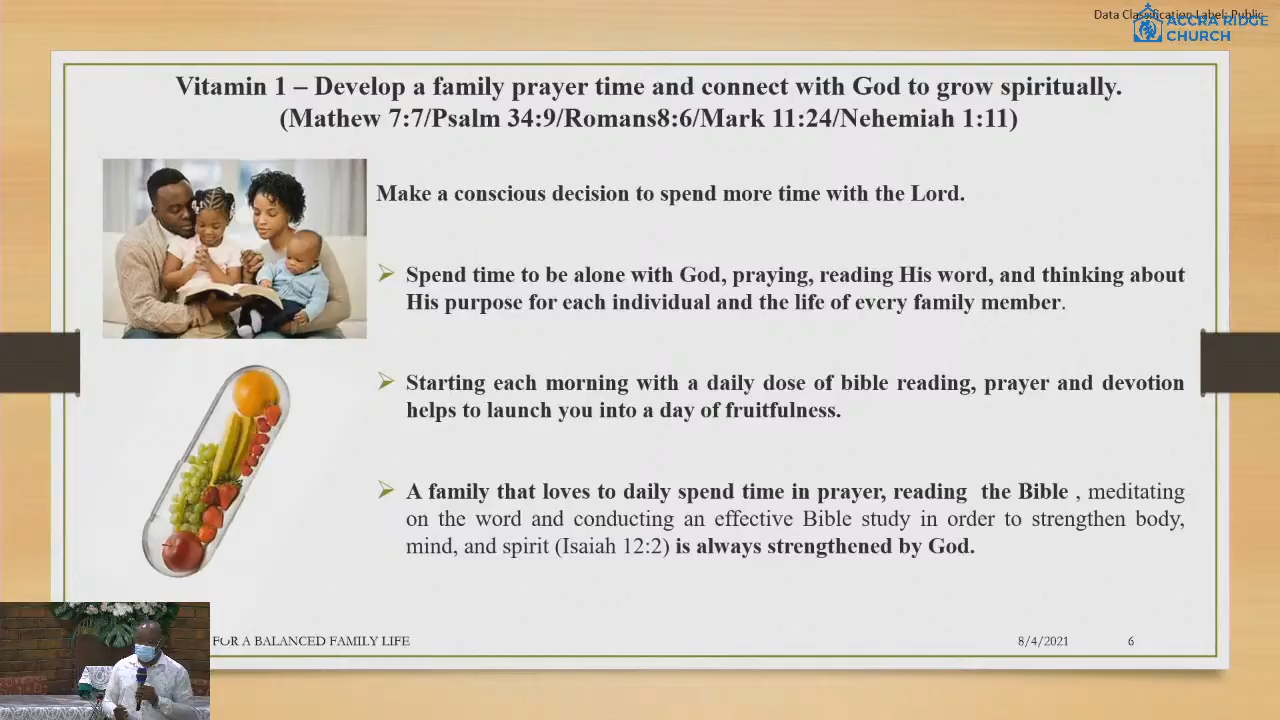 Data Classification Label: Public
ACCRA RIDGE
CHURCH
Vitamin 1 – Develop a family prayer time and connect with God to grow spiritually.
(Mathew 7:7/Psalm 34:9/Romans8:6/Mark 11:24/Nehemiah 1:11)
Make a conscious decision to spend more time with the Lord.
Spend time to be alone with God, praying, reading His word, and thinking about
His purpose for each individual and the life of every family member.
Starting each morning with a daily dose of bible reading, prayer and devotion
helps to launch you into a day of fruitfulness.
A family that loves to daily spend time in prayer, reading the Bible , meditating
on the word and conducting an effective Bible study in order to strengthen body,
mind, and spirit (Isaiah 12:2) is always strengthened by God.
FOR A BALANCED FAMILY LIFE
8/4/2021
6